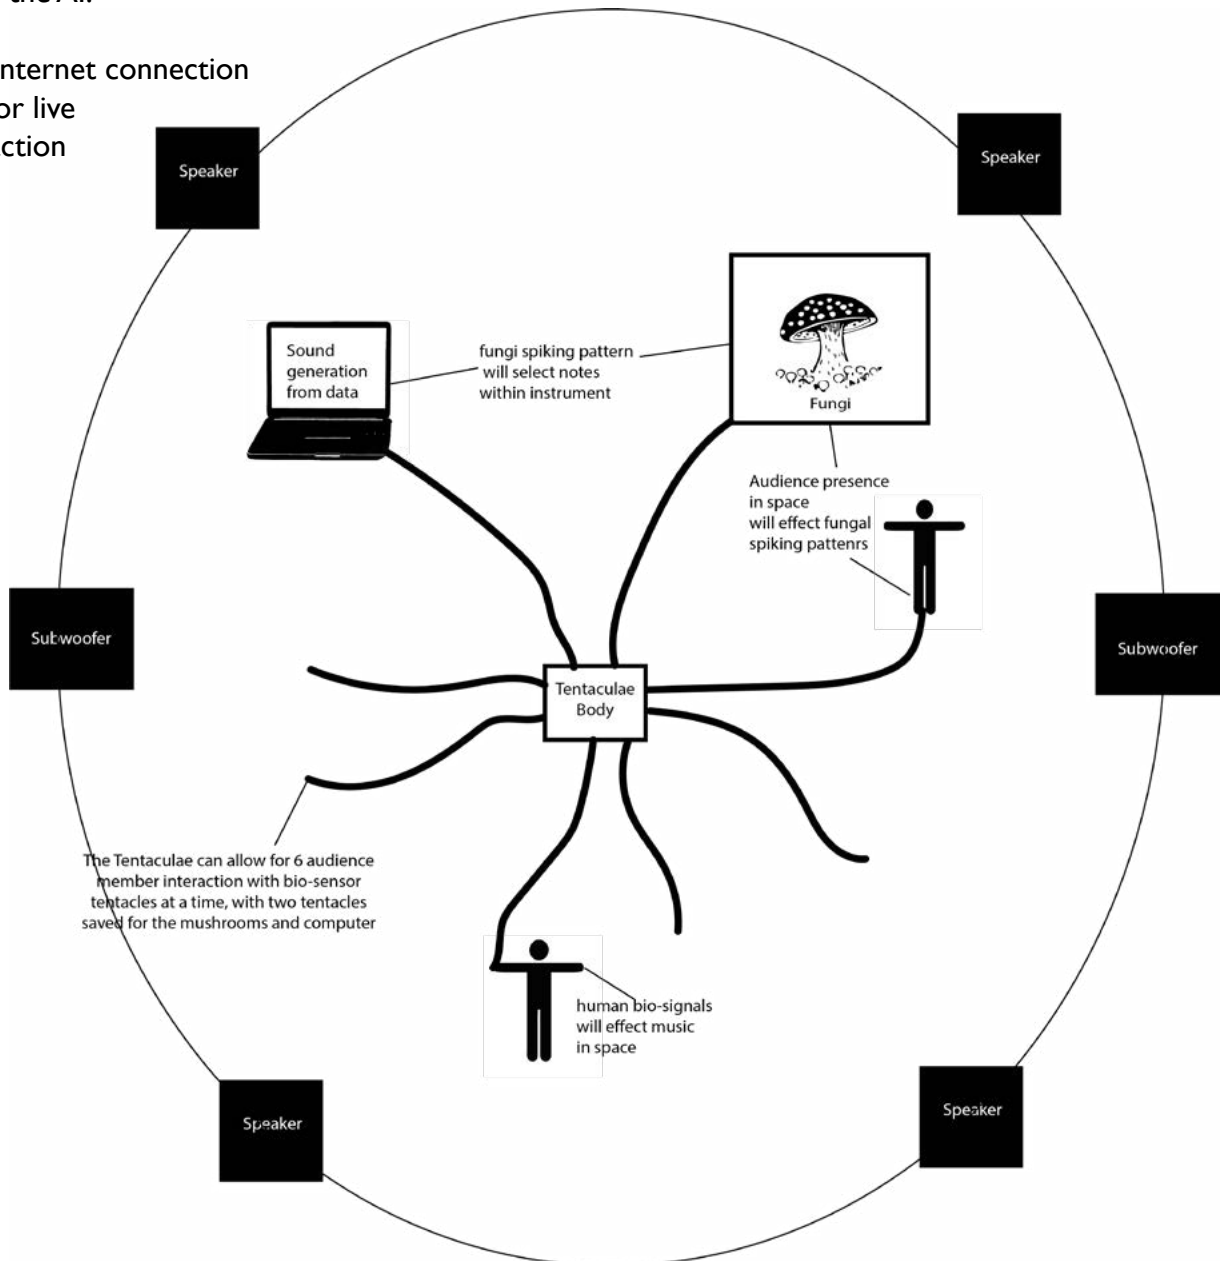 the AI.
nternet connection
or live
ction
Speaker
Speaker
Sound
generation
from data
fungi spiking pattern
will select notes
within instrument
Fungi
Audience presence
in space
will effect fungal
spiking pattenrs
Subwoofer
Subwoofer
Tentaculae
Body
The Tentaculae can allow for 6 audience
member interaction with bio-sensor
tentacles at a time, with two tentacles
saved for the mushrooms and computer
human bio-signals
will effect music
in space
Speaker
Speaker